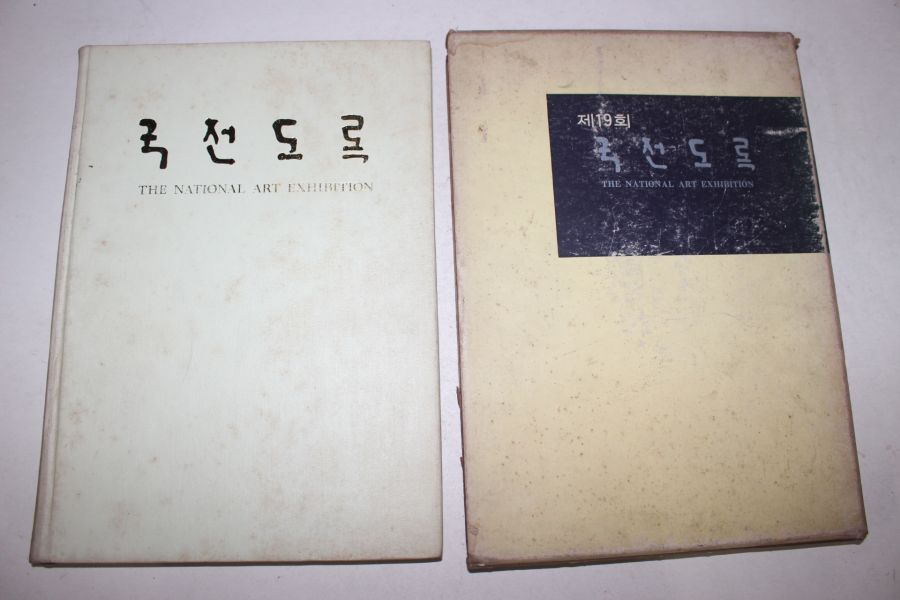 국전도록
THE NATIONAL ART EXHIBITION
제19회
국전도록
THE NATIONAL ART EXHIBITION